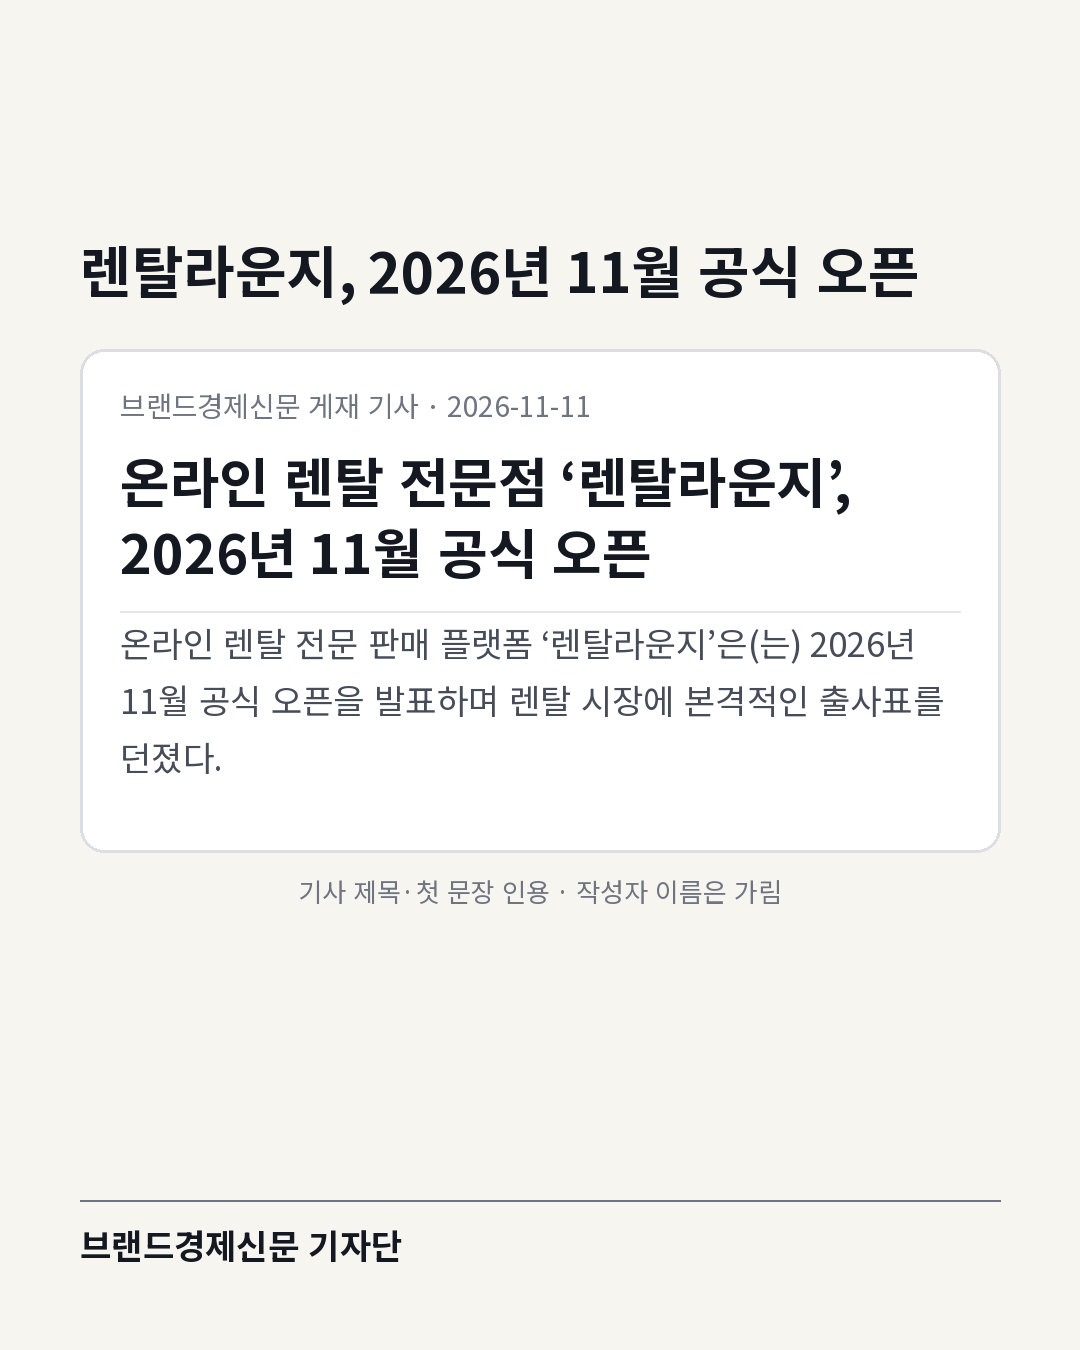 렌탈라운지, 2026년 11월 공식 오픈
브랜드경제신문 게재 기사 · 2026-11-11
온라인 렌탈 전문점 ‘렌탈라운지’,
2026년 11월 공식 오픈
온라인 렌탈 전문 판매 플랫폼 ‘렌탈라운지’은(는) 2026년
11월 공식 오픈을 발표하며 렌탈 시장에 본격적인 출사표를
던졌다.
기사 제목·첫 문장 인용 · 작성자 이름은 가림
브랜드경제신문 기자단